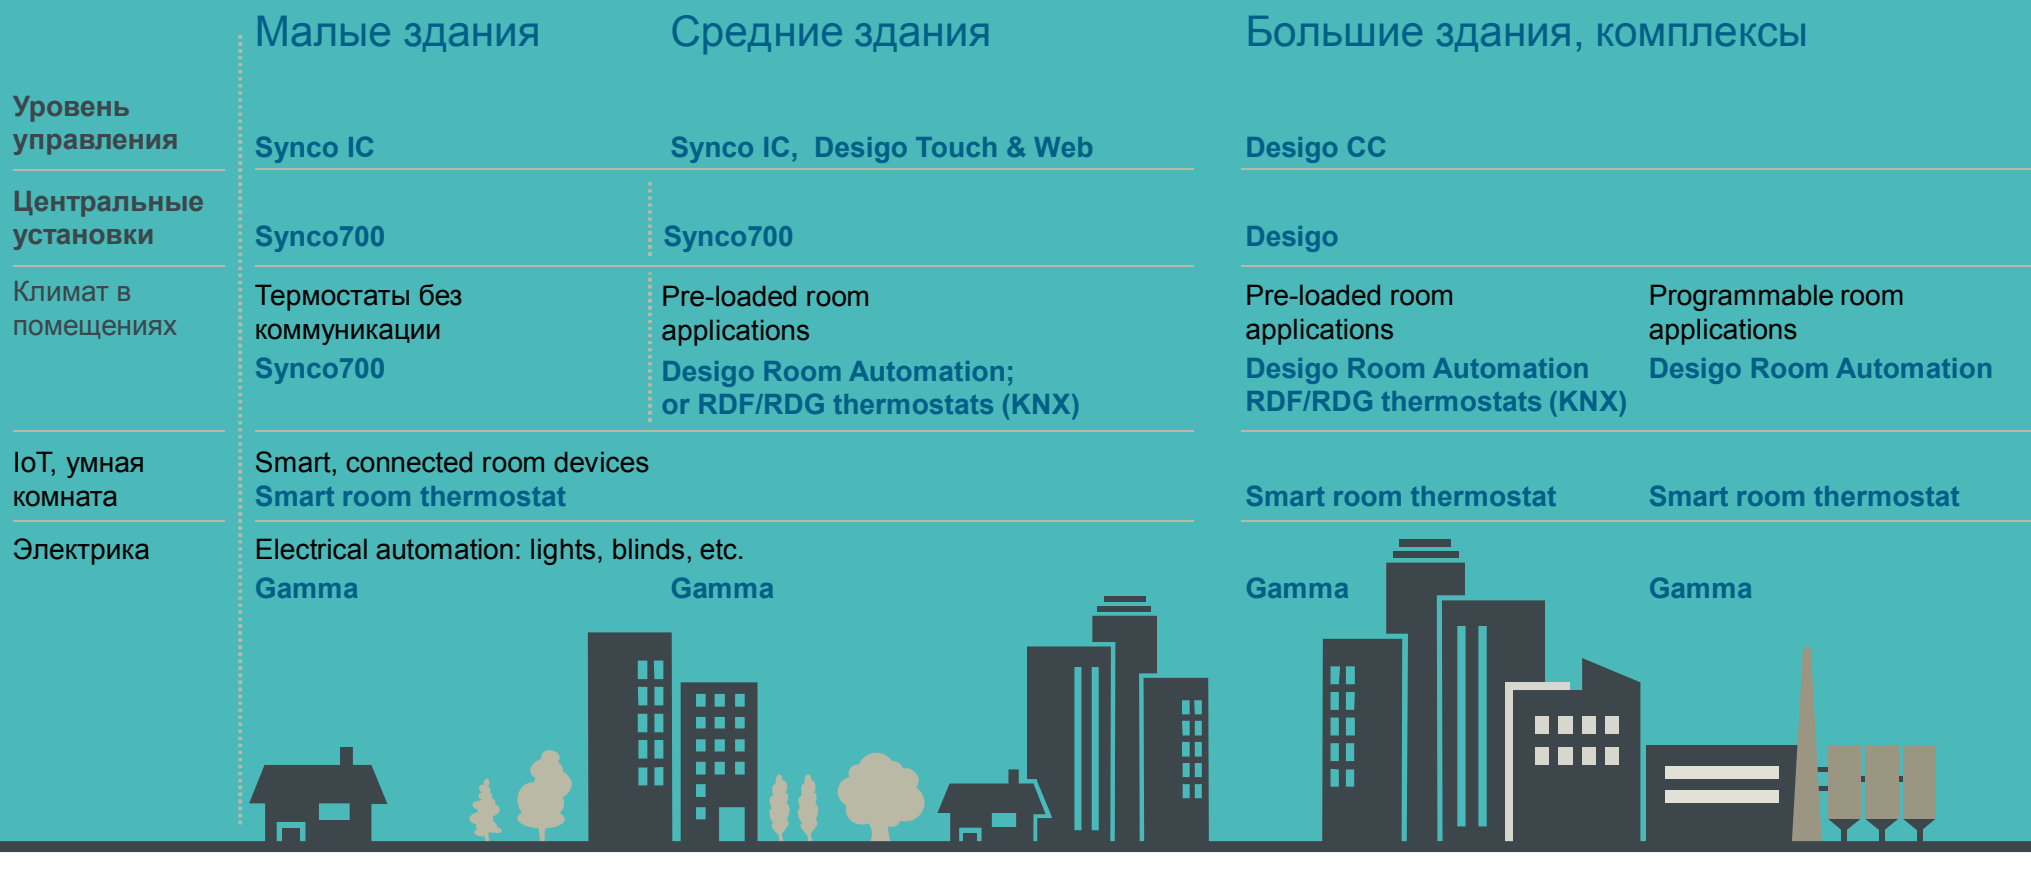 Малые здания
Средние здания
Большие здания, комплексы
Уровень
управления
Synco IC
Synco IC, Desigo Touch & Web
Desigo CC
Центральные
установки
Synco700
Synco700
Desigo
Климат в
помещениях
Термостаты без
коммуникации
Synco700
Pre-loaded room
applications
Desigo Room Automation;
or RDF/RDG thermostats (KNX)
Pre-loaded room
applications
Desigo Room Automation
RDF/RDG thermostats (KNX)
Programmable room
applications
Desigo Room Automation
IoT, умная
комната
Smart, connected room devices
Smart room thermostat
Smart room thermostat
Smart room thermostat
Электрика
Electrical automation: lights, blinds, etc.
Gamma
Gamma
Gamma
Gamma